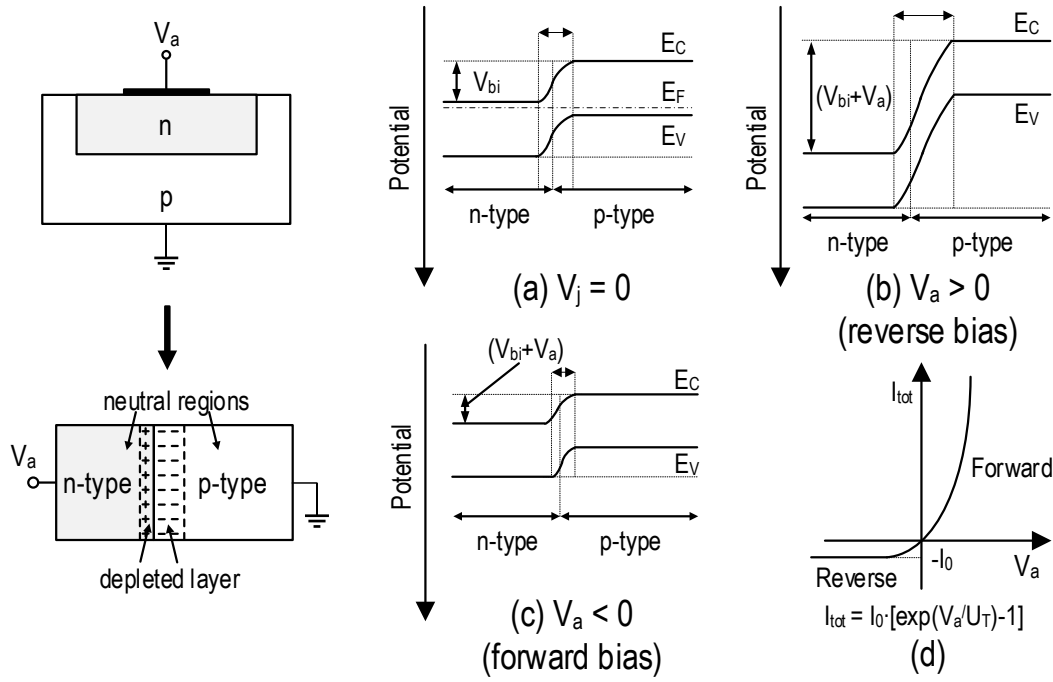 Va
n
p
neutral regions
Va
n-type
p-type
depleted layer
Potential
Vbi
EC
EF
EV
n-type
p-type
(a) Vj = 0
Potential
(Vbi+Va)
EC
EV
n-type
p-type
(b) Va > 0
(reverse bias)
Potential
(Vbi+Va)
EC
EV
n-type
p-type
(c) Va < 0
(forward bias)
Itot
Forward
-I0
Va
Reverse
Itot = I0·[exp(Va/UT)-1]
(d)